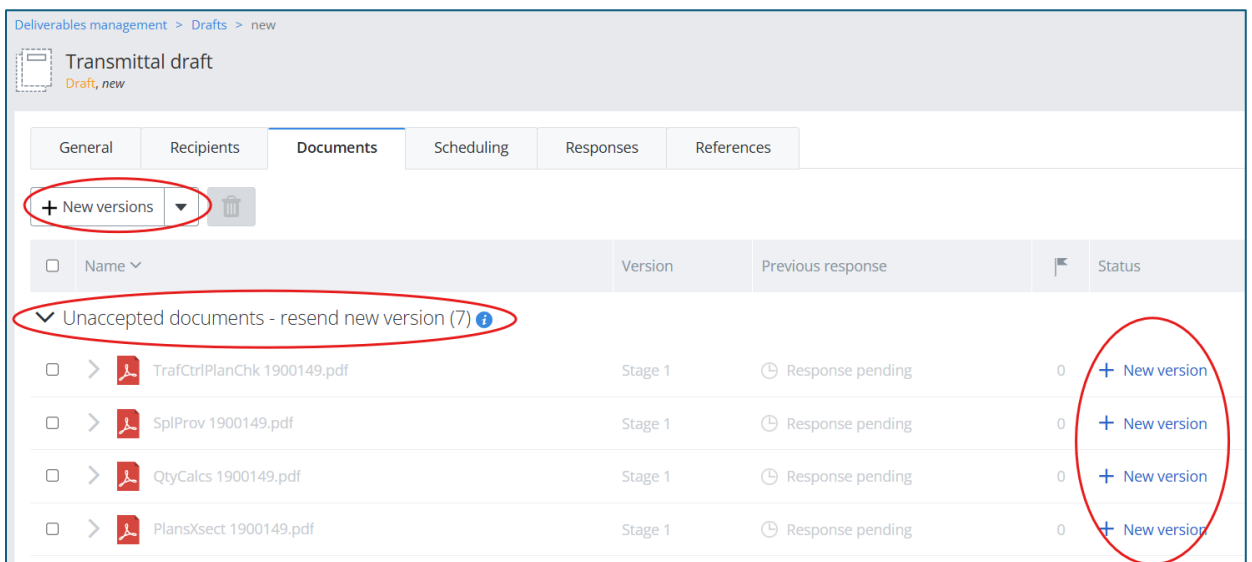 Deliverables management > Drafts > new
Transmittal draft
Draft, new
General Recipients Documents Scheduling Responses References
+ New versions
Name Version Previous response Status
Unaccepted documents - resend new version (7)
TrafCtrlPlanChk 1900149.pdf Stage 1 Response pending 0 + New version
SplProv 1900149.pdf Stage 1 Response pending 0 + New version
QtyCalcs 1900149.pdf Stage 1 Response pending 0 + New version
PlansXsect 1900149.pdf Stage 1 Response pending 0 + New version